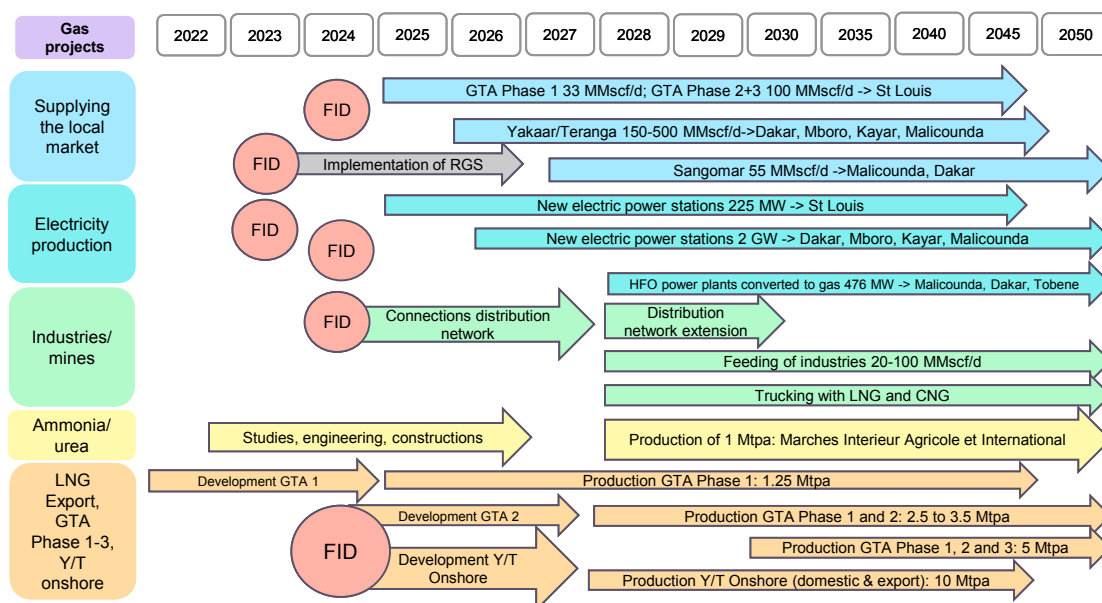 Gas
projects
2022
2023
2024
2025
2026
2027
2028
2029
2030
2035
2040
2045
2050
Supplying
the local
market
FID
GTA Phase 1 33 MMscf/d; GTA Phase 2+3 100 MMscf/d -> St Louis
Yakaar/Teranga 150-500 MMscf/d->Dakar, Mboro, Kayar, Malicounda
FID
Implementation of RGS
Sangomar 55 MMscf/d ->Malicounda, Dakar
Electricity
production
FID
New electric power stations 225 MW -> St Louis
FID
New electric power stations 2 GW -> Dakar, Mboro, Kayar, Malicounda
HFO power plants converted to gas 476 MW -> Malicounda, Dakar, Tobene
Industries/
mines
FID
Connections distribution
network
Distribution
network extension
Feeding of industries 20-100 MMscf/d
Trucking with LNG and CNG
Ammonia/
urea
Studies, engineering, constructions
Production of 1 Mtpa: Marches Interieur Agricole et International
LNG
Export,
GTA
Phase 1-3,
Y/T
onshore
Development GTA 1
Production GTA Phase 1: 1.25 Mtpa
FID
Development GTA 2
Production GTA Phase 1 and 2: 2.5 to 3.5 Mtpa
Production GTA Phase 1, 2 and 3: 5 Mtpa
Development Y/T
Onshore
Production Y/T Onshore (domestic & export): 10 Mtpa